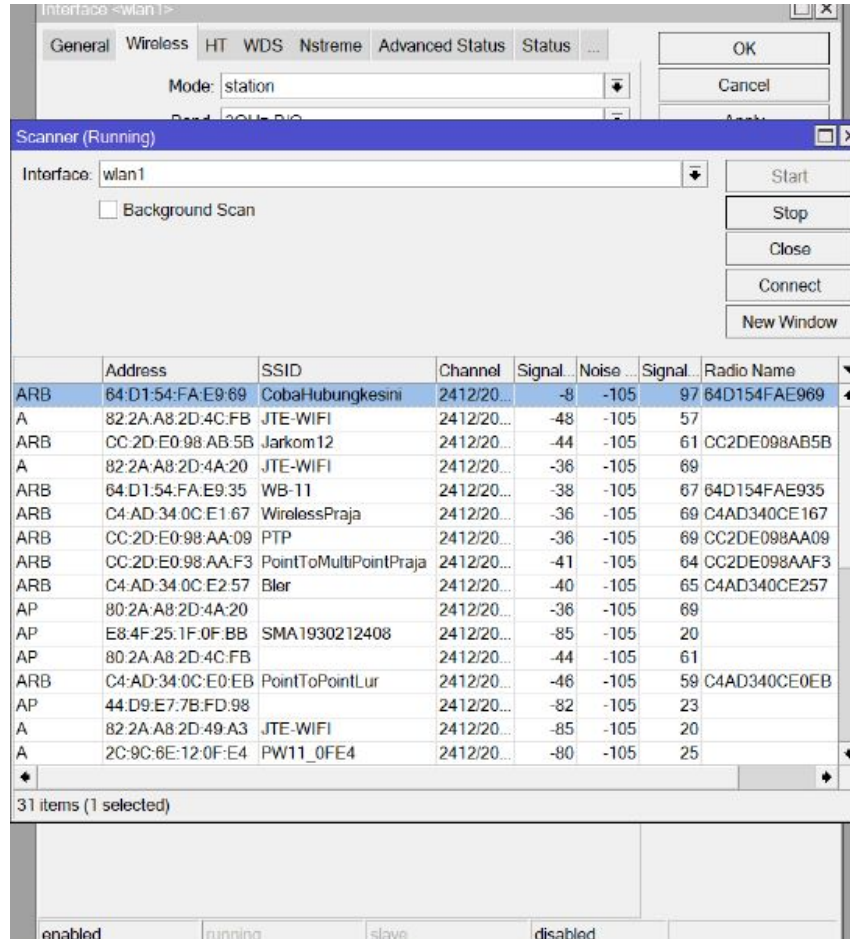 Interface <wlan1>
General Wireless HT WDS Nstreme Advanced Status Status ... OK
Mode: station Cancel
Scanner (Running)
Interface: wlan1 Start
Background Scan Stop
Close
Connect
New Window
Address SSID Channel Signal... Noise ... Signal... Radio Name
ARB 64:D1:54:FA:E9:69 CobaHubungkesini 2412/20... -8 -105 97 64D154FAE969
A 82:2A:A8:2D:4C:FB JTE-WIFI 2412/20... -48 -105 57
ARB CC:2D:E0:98:AB:5B Jarkom12 2412/20... -44 -105 61 CC2DE098AB5B
A 82:2A:A8:2D:4A:20 JTE-WIFI 2412/20... -36 -105 69
ARB 64:D1:54:FA:E9:35 WB-11 2412/20... -38 -105 67 64D154FAE935
ARB C4:AD:34:0C:E1:67 WirelessPraja 2412/20... -36 -105 69 C4AD340CE167
ARB CC:2D:E0:98:AA:09 PTP 2412/20... -36 -105 69 CC2DE098AA09
ARB CC:2D:E0:98:AA:F3 PointToMultiPointPraja 2412/20... -41 -105 64 CC2DE098AAF3
ARB C4:AD:34:0C:E2:57 Bler 2412/20... -40 -105 65 C4AD340CE257
AP 80:2A:A8:2D:4A:20 2412/20... -36 -105 69
AP E8:4F:25:1F:0F:BB SMA1930212408 2412/20... -85 -105 20
AP 80:2A:A8:2D:4C:FB 2412/20... -44 -105 61
ARB C4:AD:34:0C:E0:EB PointToPointLur 2412/20... -46 -105 59 C4AD340CE0EB
AP 44:D9:E7:7B:FD:98 2412/20... -82 -105 23
A 82:2A:A8:2D:49:A3 JTE-WIFI 2412/20... -85 -105 20
A 2C:9C:6E:12:0F:E4 PW11_0FE4 2412/20... -80 -105 25
31 items (1 selected)
enabled running slave disabled